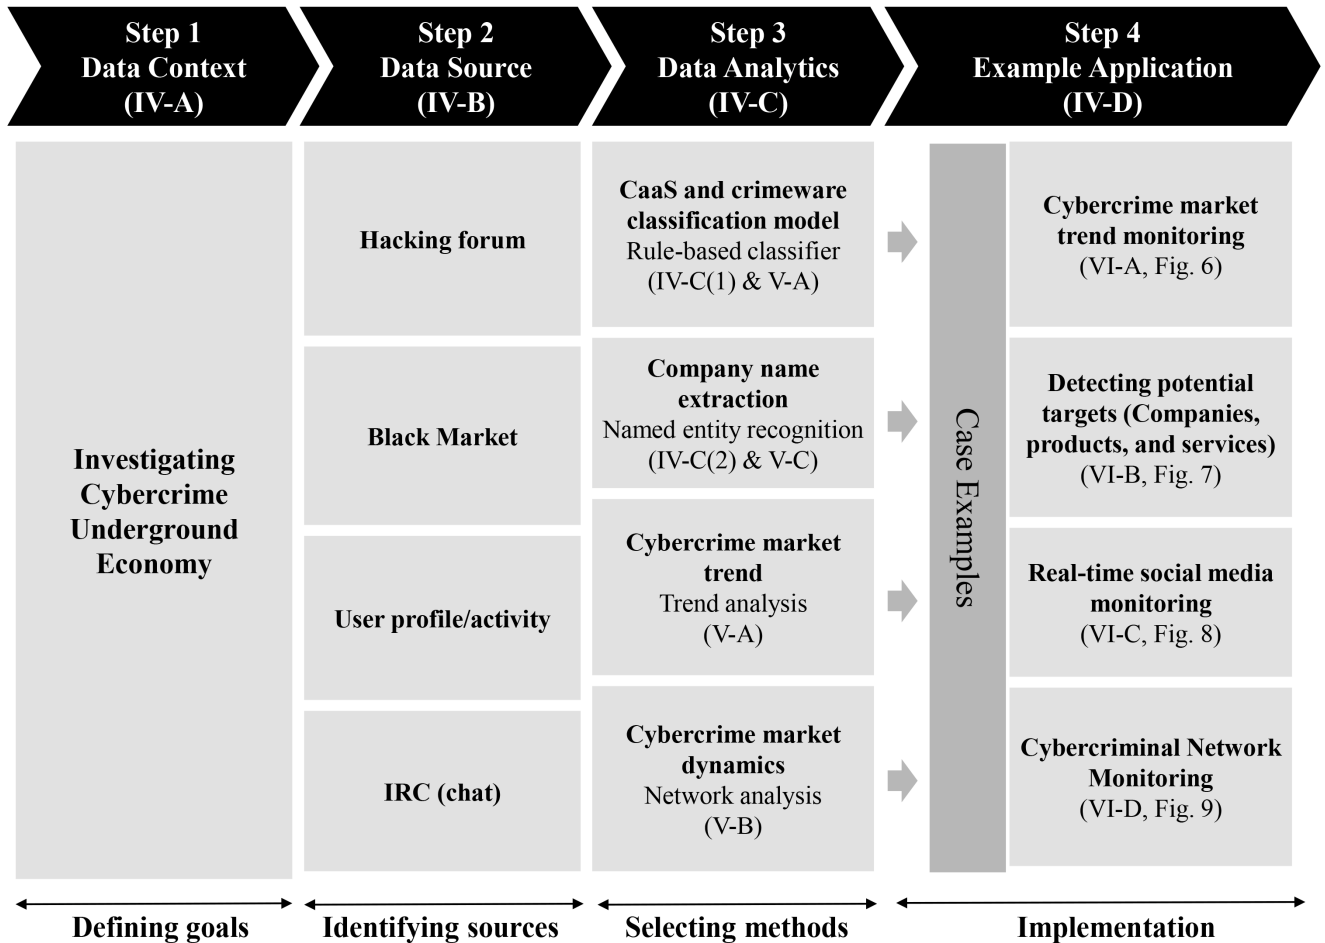 Step 1
Data Context
(IV-A)
Step 2
Data Source
(IV-B)
Step 3
Data Analytics
(IV-C)
Step 4
Example Application
(IV-D)
Investigating
Cybercrime
Underground
Economy
Hacking forum
Black Market
User profile/activity
IRC (chat)
CaaS and crimeware
classification model
Rule-based classifier
(IV-C(1) & V-A)
Company name
extraction
Named entity recognition
(IV-C(2) & V-C)
Cybercrime market
trend
Trend analysis
(V-A)
Cybercrime market
dynamics
Network analysis
(V-B)
Case Examples
Cybercrime market
trend monitoring
(VI-A, Fig. 6)
Detecting potential
targets (Companies,
products, and services)
(VI-B, Fig. 7)
Real-time social media
monitoring
(VI-C, Fig. 8)
Cybercriminal Network
Monitoring
(VI-D, Fig. 9)
Defining goals
Identifying sources
Selecting methods
Implementation